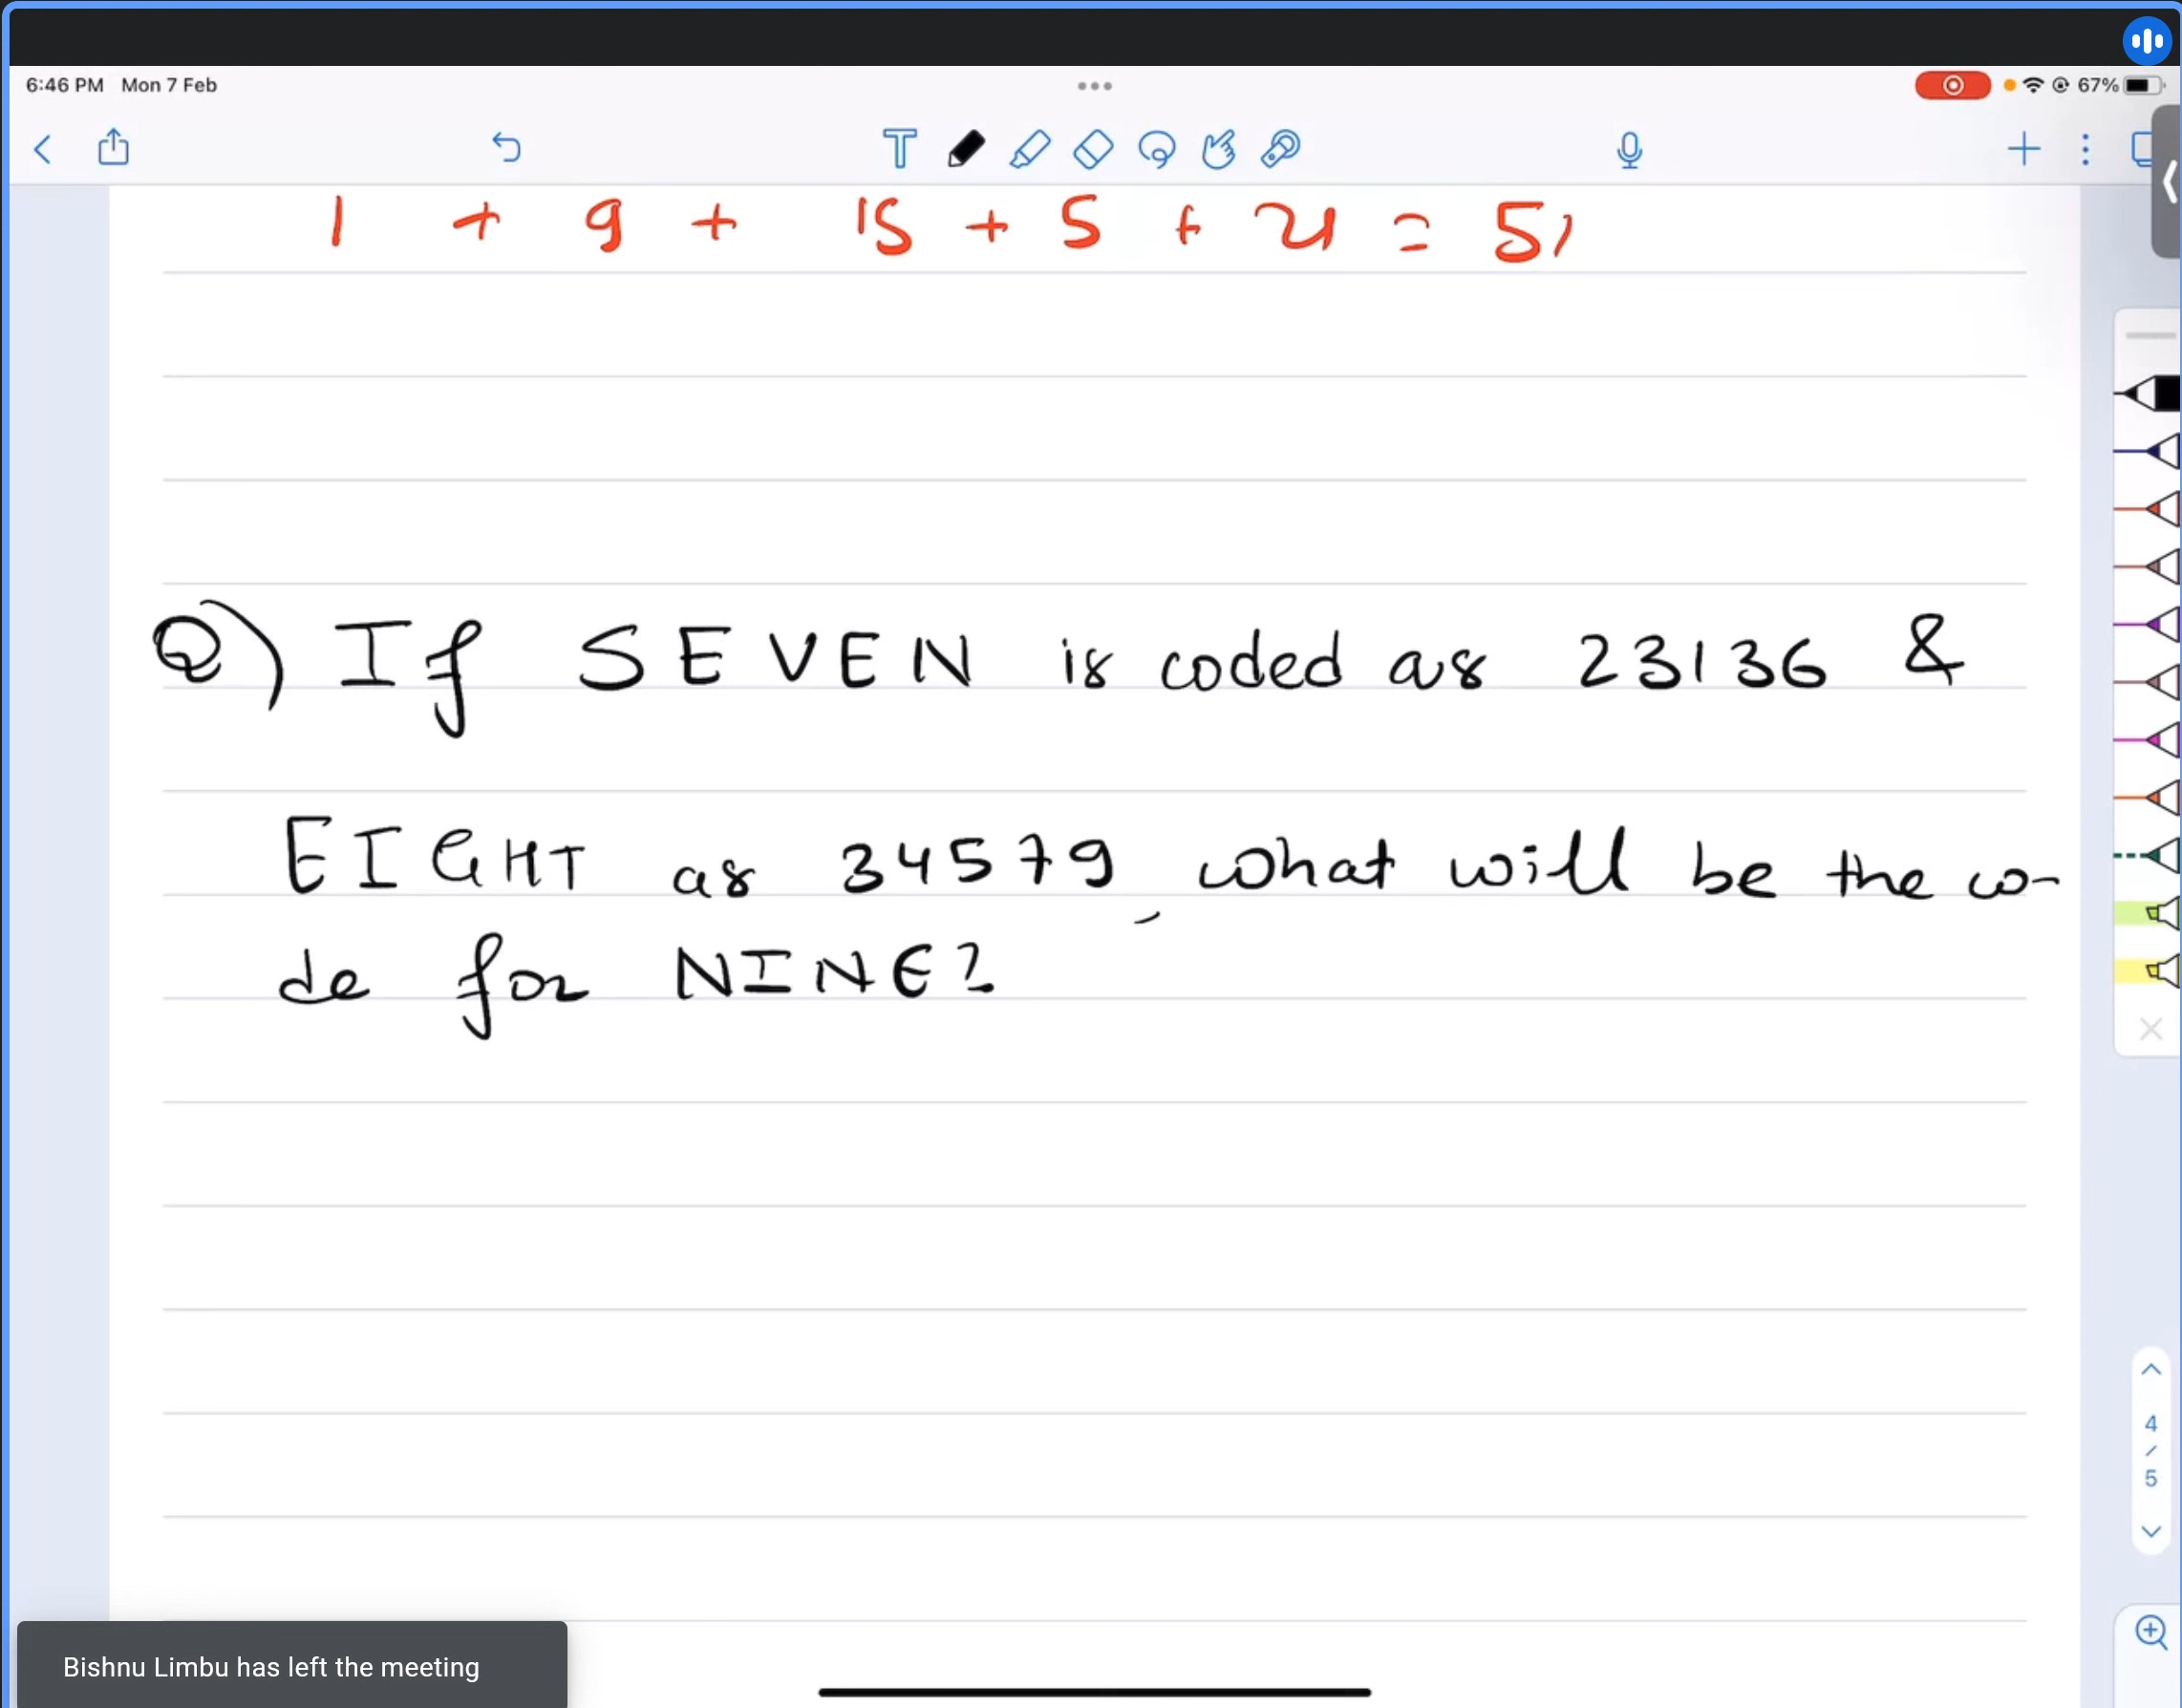 6:46 PM Mon 7 Feb
67%
1 + 9 + 15 + 5 + 21 = 51
Q) If SEVEN is coded as 23136 &
EIGHT as 34579, what will be the co-
de for NINE?
4
/
5
Bishnu Limbu has left the meeting